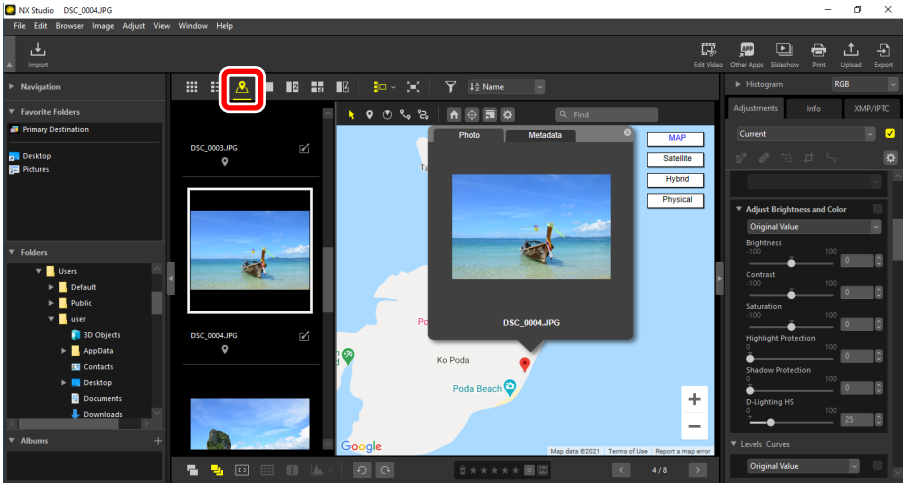 NX Studio DSC_0004.JPG
File Edit Browser Image Adjust View Window Help
Import
Edit Video Other Apps Slideshow Print Upload Export
Navigation
Favorite Folders
Primary Destination
Desktop
Pictures
Folders
Users
Default
Public
user
3D Objects
AppData
Contacts
Desktop
Documents
Downloads
Albums
Name
DSC_0003.JPG
DSC_0004.JPG
Find
Photo Metadata
DSC_0004.JPG
MAP
Satellite
Hybrid
Physical
Ko Poda
Poda Beach
Google
Map data ©2021 Terms of Use Report a map error
4/8
Histogram RGB
Adjustments Info XMP/IPTC
Current
Adjust Brightness and Color
Original Value
Brightness
-100 100 0
Contrast
-100 100 0
Saturation
-100 100 0
Highlight Protection
0 100 0
Shadow Protection
0 100 0
D-Lighting HS
0 100 25
Levels Curves
Original Value